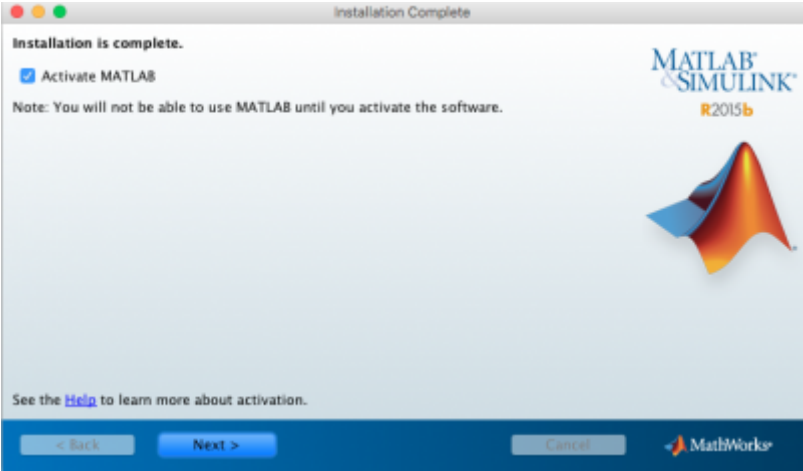 Installation Complete
Installation is complete.
Activate MATLAB
Note: You will not be able to use MATLAB until you activate the software.
MATLAB®
&SIMULINK®
R2015b
See the Help to learn more about activation.
< Back
Next >
Cancel
MathWorks®